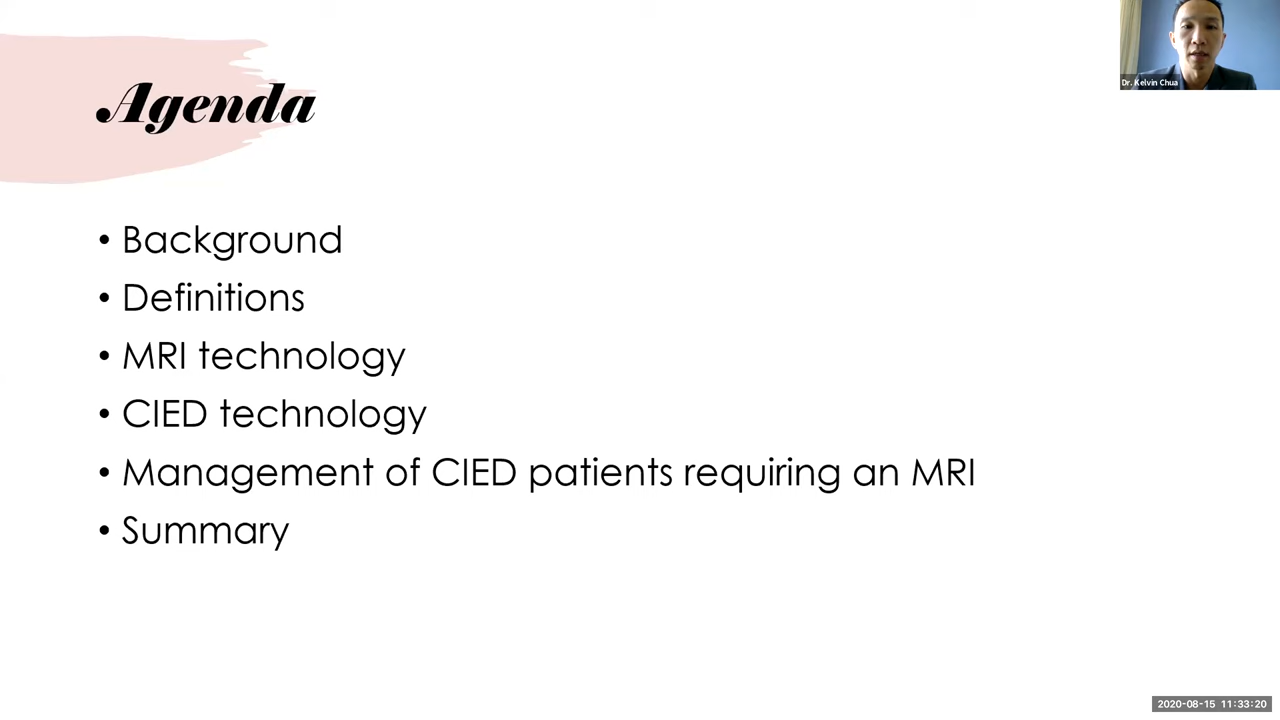 Agenda
Dr. Kelvin Chua
• Background
• Definitions
• MRI technology
• CIED technology
• Management of CIED patients requiring an MRI
• Summary
2020-08-15 11:33:20